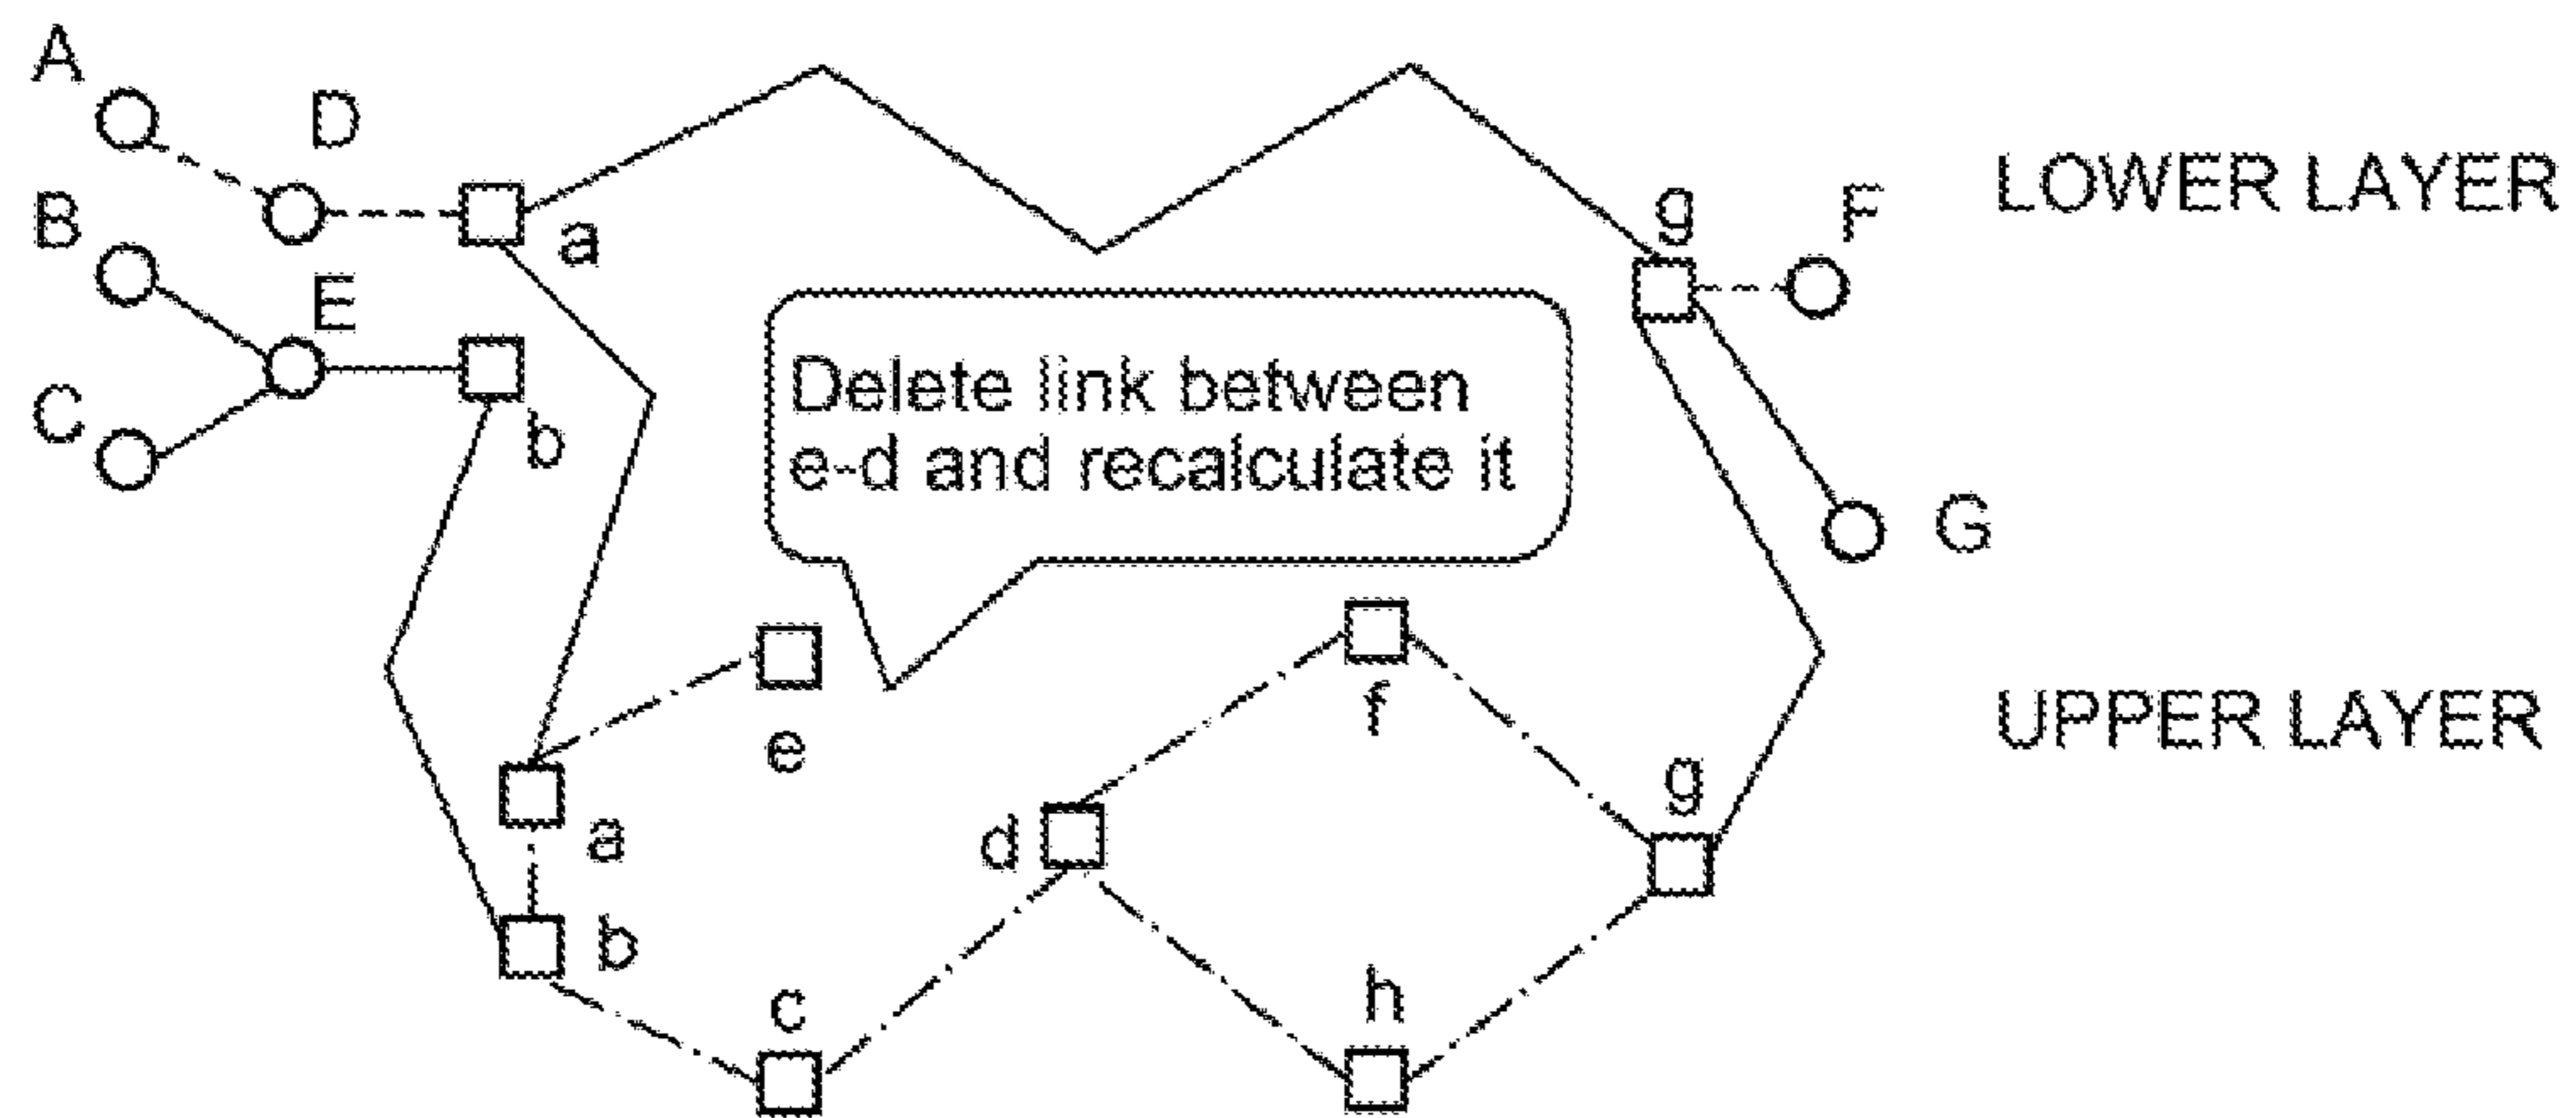 A
D
B
a
g
F
LOWER LAYER
E
Delete link between
e-d and recalculate it
C
b
G
f
UPPER LAYER
e
g
a
d
b
c
h